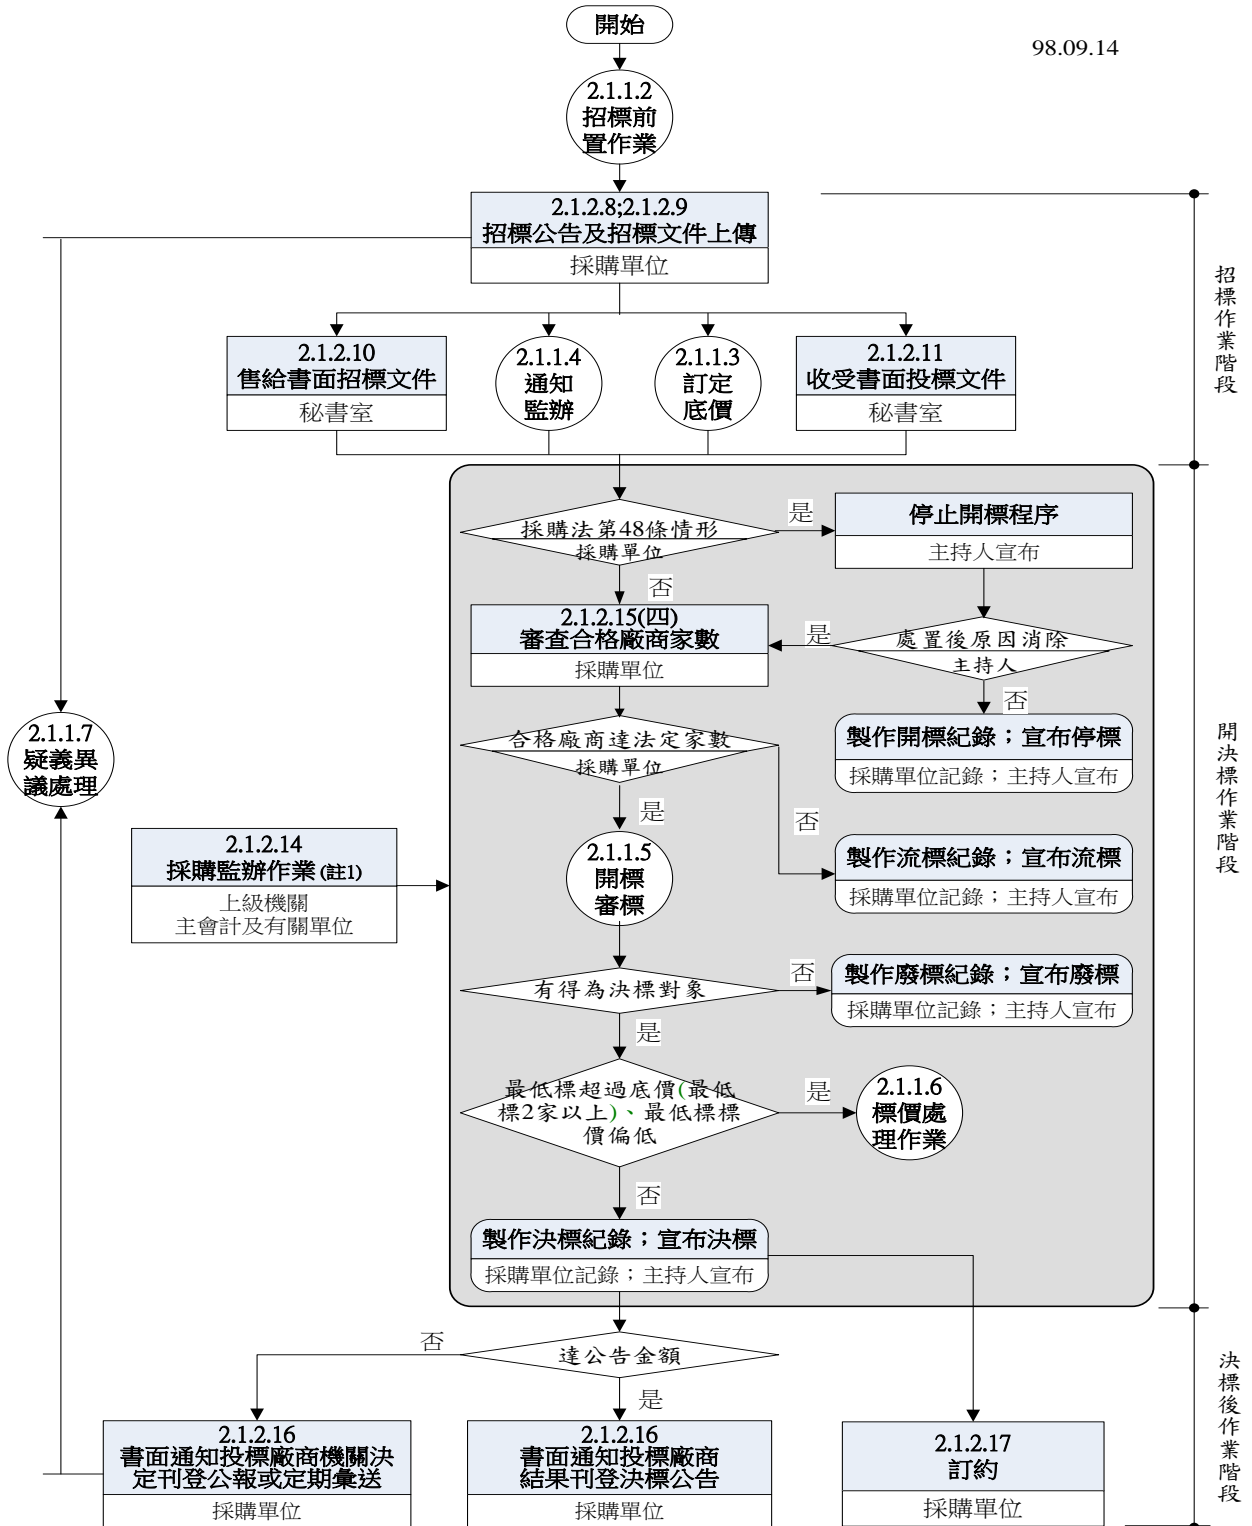 開始
98.09.14
2.1.1.2
招標前
置作業
2.1.2.8;2.1.2.9
招標公告及招標文件上傳
採購單位
招標作業階段
2.1.2.10
售給書面招標文件
秘書室
2.1.1.4
通知
監辦
2.1.1.3
訂定
底價
2.1.2.11
收受書面投標文件
秘書室
採購法第48條情形
採購單位
是
停止開標程序
主持人宣布
否
2.1.2.15(四)
審查合格廠商家數
採購單位
是
處置後原因消除
主持人
否
合格廠商達法定家數
採購單位
製作開標紀錄；宣布停標
採購單位記錄；主持人宣布
2.1.1.7
疑義異
議處理
開決標作業階段
是
否
2.1.2.14
採購監辦作業(註1)
上級機關
主會計及有關單位
2.1.1.5
開標
審標
製作流標紀錄；宣布流標
採購單位記錄；主持人宣布
有得為決標對象
否
製作廢標紀錄；宣布廢標
採購單位記錄；主持人宣布
是
最低標超過底價(最低
標2家以上)、最低標標
價偏低
是
2.1.1.6
標價處
理作業
否
製作決標紀錄；宣布決標
採購單位記錄；主持人宣布
達公告金額
否
是
決標後作業階段
2.1.2.16
書面通知投標廠商機關決
定刊登公報或定期彙送
採購單位
2.1.2.16
書面通知投標廠商
結果刊登決標公告
採購單位
2.1.2.17
訂約
採購單位